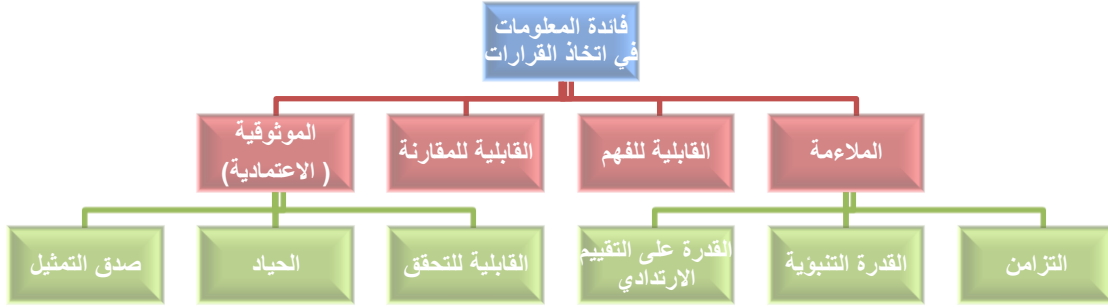 فائدة المعلومات
في اتخاذ القرارات
الملاءمة
القابلية للفهم
القابلية للمقارنة
الموثوقية
( الاعتمادية)
التزامن
القدرة التنبؤية
القدرة على التقييم
الارتدادي
القابلية للتحقق
الحياد
صدق التمثيل